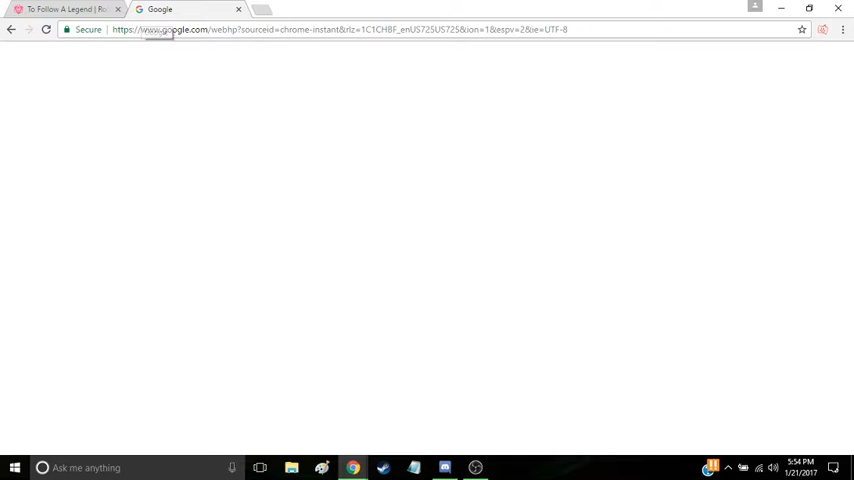 To Follow A Legend | Ro
Google
Secure | https://www.google.com/webhp?sourceid=chrome-instant&rlz=1C1CHBF_enUS725US725&ion=1&espv=2&ie=UTF-8
Ask me anything
5:54 PM
1/21/2017